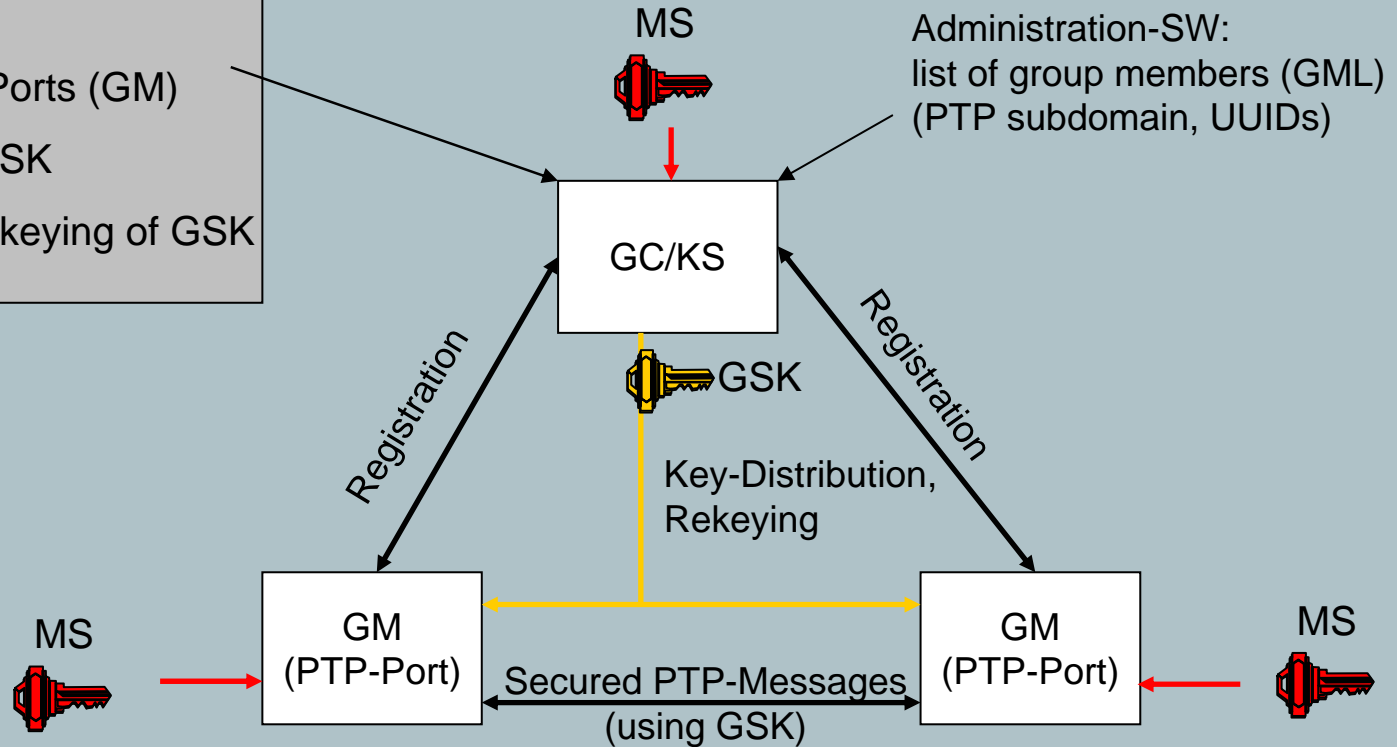 MS
Administration-SW:
list of group members (GML)
(PTP subdomain, UUIDs)
Ports (GM)
SK
keying of GSK
GC/KS
Registration
Registration
GSK
Key-Distribution,
Rekeying
MS
GM
(PTP-Port)
Secured PTP-Messages
(using GSK)
GM
(PTP-Port)
MS